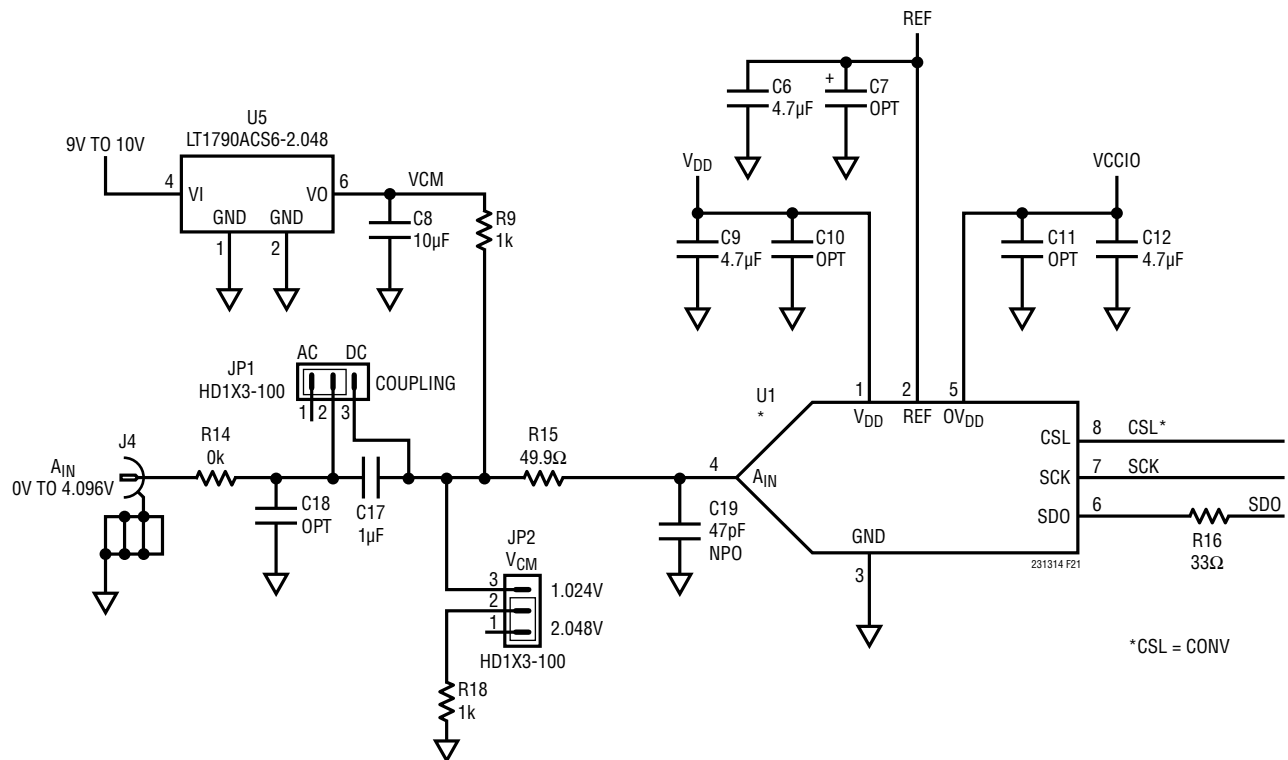 REF
C6
4.7µF
+
C7
OPT
U5
LT1790ACS6-2.048
9V TO 10V
4
VI
VO
6
GND
GND
1
2
VCM
C8
10µF
R9
1k
VDD
C9
4.7µF
C10
OPT
VCCIO
C11
OPT
C12
4.7µF
JP1
HD1X3-100
AC
DC
COUPLING
1
2
3
J4
AIN
0V TO 4.096V
R14
0k
C18
OPT
C17
1µF
R15
49.9Ω
C19
47pF
NPO
JP2
VCM
3
1.024V
2
1
2.048V
HD1X3-100
R18
1k
U1
*
1
2
5
VDD
REF
OVDD
4
AIN
CSL
8
CSL*
SCK
7
SCK
SDO
6
SDO
R16
33Ω
GND
3
231314 F21
*CSL = CONV